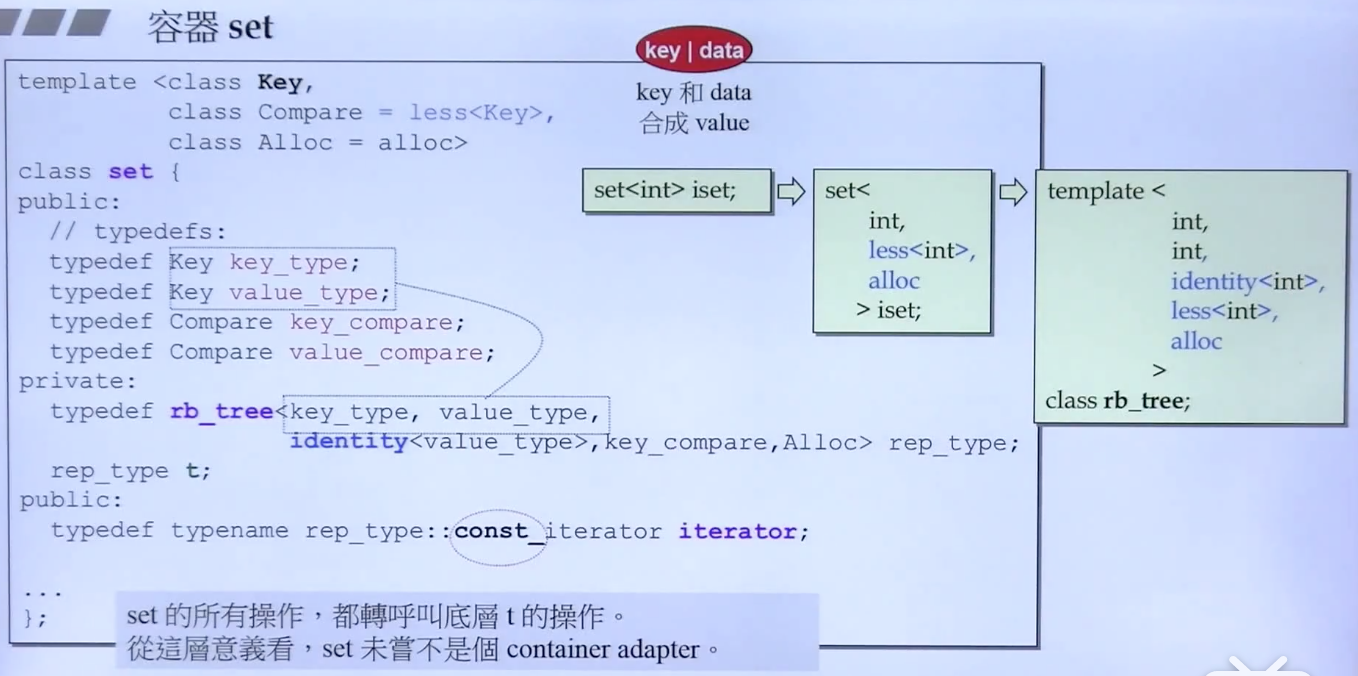 容器 set
key | data
key 和 data
合成 value
template <class Key,
class Compare = less<Key>,
class Alloc = alloc>
class set {
public:
// typedefs:
typedef Key key_type;
typedef Key value_type;
typedef Compare key_compare;
typedef Compare value_compare;
private:
typedef rb_tree<key_type, value_type,
identity<value_type>,key_compare,Alloc> rep_type;
rep_type t;
public:
typedef typename rep_type::const_iterator iterator;
...
};
set<int> iset;
set<
int,
less<int>,
alloc
> iset;
template <
int,
int,
identity<int>,
less<int>,
alloc
>
class rb_tree;
set 的所有操作，都轉呼叫底層 t 的操作。
從這層意義看，set 未嘗不是個 container adapter。